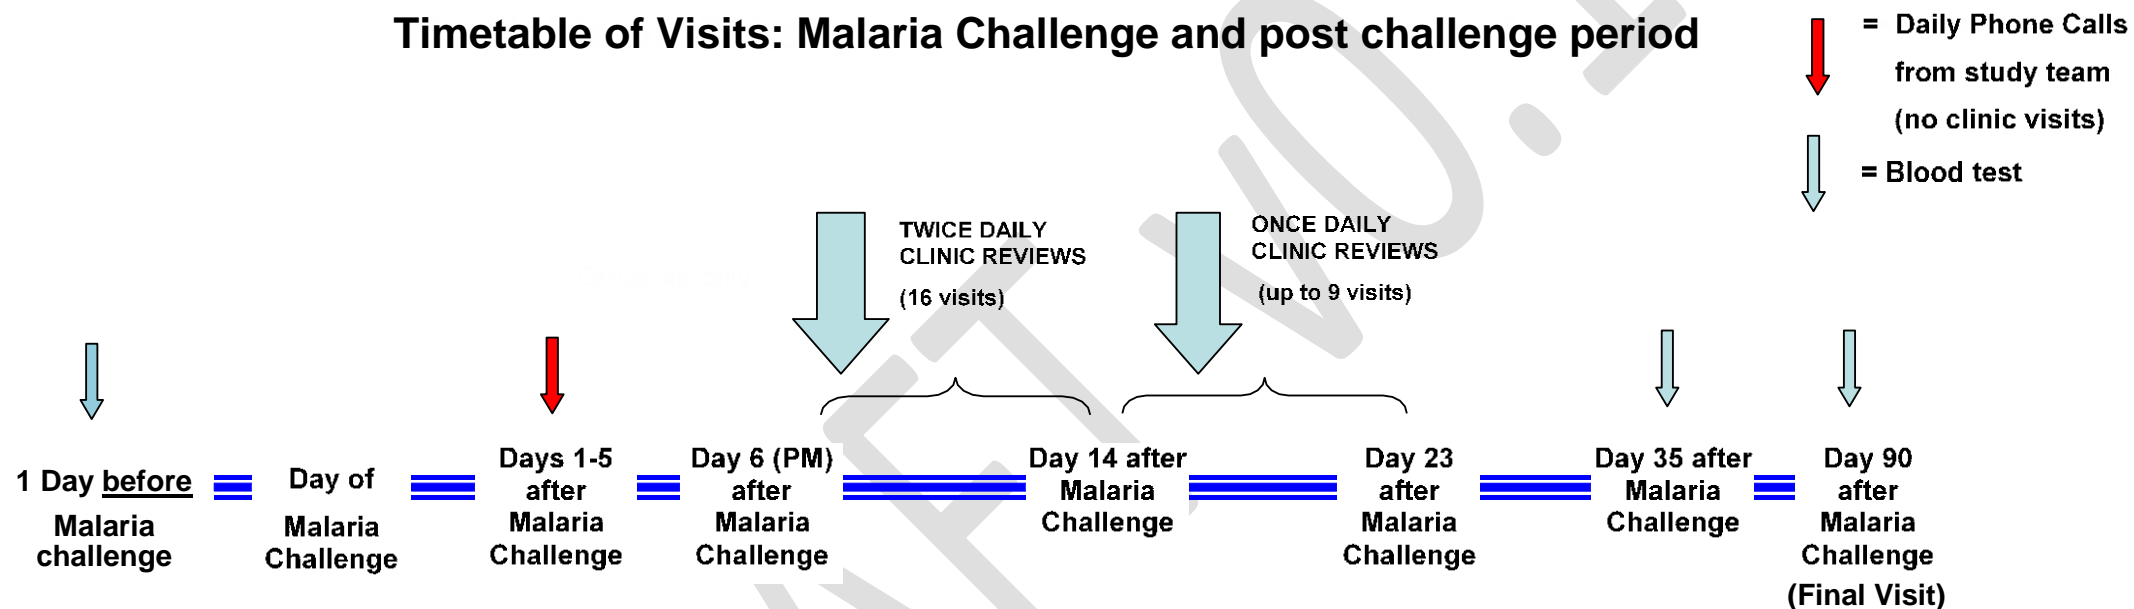 Timetable of Visits: Malaria Challenge and post challenge period
= Daily Phone Calls
from study team
(no clinic visits)
= Blood test
TWICE DAILY
CLINIC REVIEWS
(16 visits)
ONCE DAILY
CLINIC REVIEWS
(up to 9 visits)
1 Day before
Malaria
challenge
Day of
Malaria
Challenge
Days 1-5
after
Malaria
Challenge
Day 6 (PM)
after
Malaria
Challenge
Day 14 after
Malaria
Challenge
Day 23
after
Malaria
Challenge
Day 35 after
Malaria
Challenge
Day 90
after
Malaria
Challenge
(Final Visit)